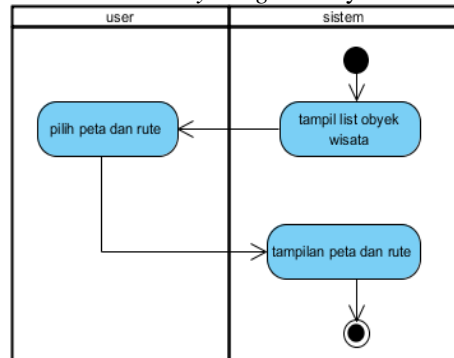 user
sistem
tampil list obyek
wisata
pilih peta dan rute
tampilan peta dan rute